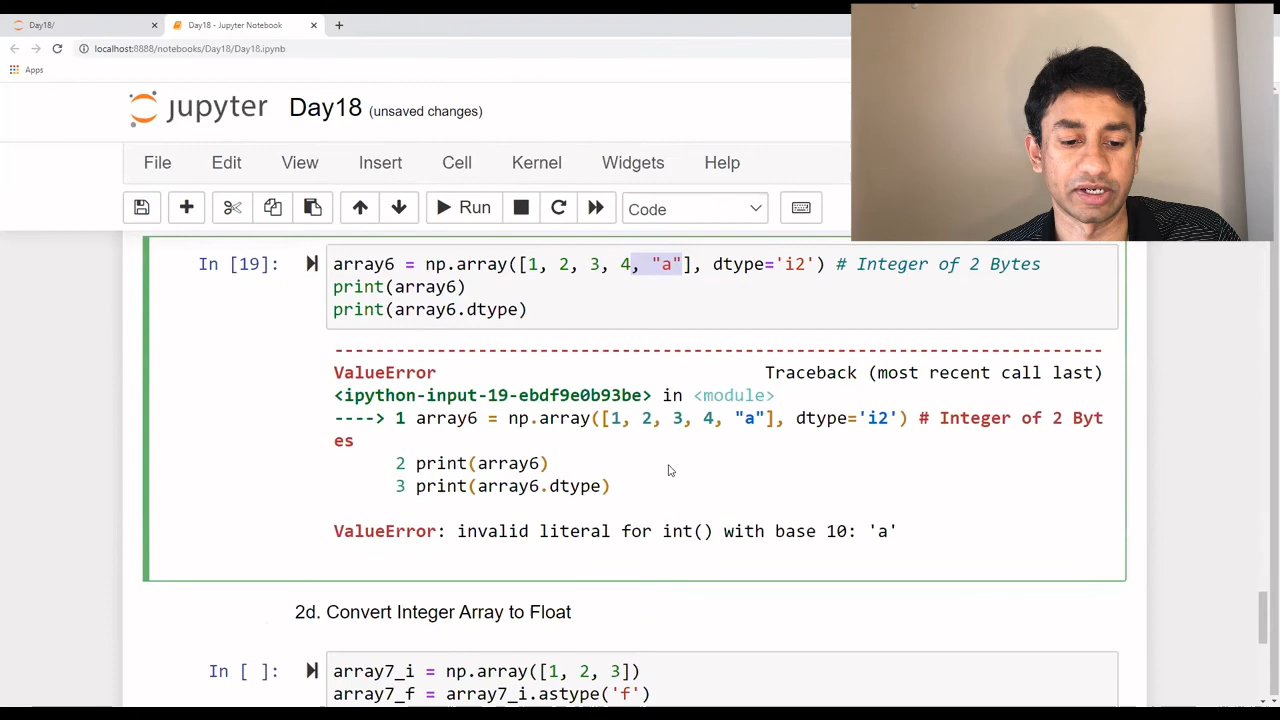 Day18/
Day18 - Jupyter Notebook
localhost:8888/notebooks/Day18/Day18.ipynb
Apps
jupyter Day18 (unsaved changes)
File Edit View Insert Cell Kernel Widgets Help
Run Code
In [19]: array6 = np.array([1, 2, 3, 4, "a"], dtype='i2') # Integer of 2 Bytes
print(array6)
print(array6.dtype)
---------------------------------------------------------------------------
ValueError Traceback (most recent call last)
<ipython-input-19-ebdf9e0b93be> in <module>
----> 1 array6 = np.array([1, 2, 3, 4, "a"], dtype='i2') # Integer of 2 Byt
es
2 print(array6)
3 print(array6.dtype)
ValueError: invalid literal for int() with base 10: 'a'
2d. Convert Integer Array to Float
In [ ]: array7_i = np.array([1, 2, 3])
array7_f = array7_i.astype('f')